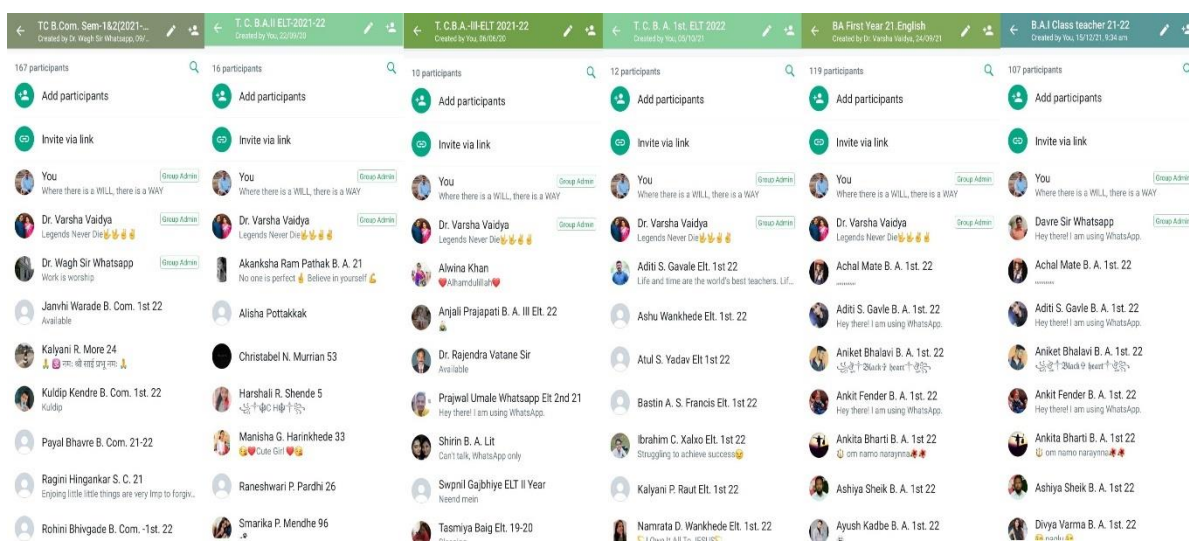 TC B.Com. Sem-1&2(2021-...
Created by Dr. Wagh Sir Whatsapp, 09/...
167 participants
Add participants
Invite via link
You
Group Admin
Where there is a WILL, there is a WAY
Dr. Varsha Vaidya
Group Admin
Legends Never Die🤟🤟✌✌
Dr. Wagh Sir Whatsapp
Group Admin
Work is worship
Janvhi Warade B. Com. 1st 22
Available
Kalyani R. More 24
नमः श्री साई प्रभू नमः 🙏
Kuldip Kendre B. Com. 1st. 22
Kuldip
Payal Bhavre B. Com. 21-22
Ragini Hingankar S. C. 21
Enjoing little little things are very Imp to forgiv...
Rohini Bhivgade B. Com. -1st. 22
T. C. B.A.II ELT-2021-22
Created by You, 22/09/20
16 participants
Add participants
Invite via link
You
Group Admin
Where there is a WILL, there is a WAY
Dr. Varsha Vaidya
Group Admin
Legends Never Die🤟🤟✌✌
Akanksha Ram Pathak B. A. 21
No one is perfect 🤞 Believe in yourself 💪
Alisha Pottakkak
Christabel N. Murrian 53
Harshali R. Shende 5
Manisha G. Harinkhede 33
😘❤Cute Girl❤😘
Raneshwari P. Pardhi 26
Smarika P. Mendhe 96
T. C.B.A.-III-ELT 2021-22
Created by You, 06/06/20
10 participants
Add participants
Invite via link
You
Group Admin
Where there is a WILL, there is a WAY
Dr. Varsha Vaidya
Group Admin
Legends Never Die🤟🤟✌✌
Alwina Khan
❤Alhamdulillah❤
Anjali Prajapati B. A. III Elt. 22
Dr. Rajendra Vatane Sir
Available
Prajwal Umale Whatsapp Elt 2nd 21
Hey there! I am using WhatsApp.
Shirin B. A. Lit
Can't talk, WhatsApp only
Swpnil Gajbhiye ELT II Year
Neend mein
Tasmiya Baig Elt. 19-20
T. C. B. A. 1st. ELT 2022
Created by You, 05/10/21
12 participants
Add participants
Invite via link
You
Group Admin
Where there is a WILL, there is a WAY
Dr. Varsha Vaidya
Group Admin
Legends Never Die🤟🤟✌✌
Aditi S. Gavale Elt. 1st 22
Life and time are the world's best teachers. Lif...
Ashu Wankhede Elt. 1st. 22
Atul S. Yadav Elt 1st 22
Bastin A. S. Francis Elt. 1st 22
Ibrahim C. Xalxo Elt. 1st 22
Struggling to achieve success
Kalyani P. Raut Elt. 1st 22
Namrata D. Wankhede Elt. 1st. 22
I Own It All To JESUS
BA First Year 21.English
Created by Dr. Varsha Vaidya, 24/09/21
119 participants
Add participants
Invite via link
You
Group Admin
Where there is a WILL, there is a WAY
Dr. Varsha Vaidya
Group Admin
Legends Never Die🤟🤟✌✌
Achal Mate B. A. 1st. 22
Aditi S. Gavle B. A. 1st. 22
Hey there! I am using WhatsApp.
Aniket Bhalavi B. A. 1st. 22
Black heart
Ankit Fender B. A. 1st. 22
Hey there! I am using WhatsApp.
Ankita Bharti B. A. 1st 22
om namo naraynna
Ashiya Sheik B. A. 1st 22
Ayush Kadbe B. A. 1st 22
B.A.I Class teacher 21-22
Created by You, 15/12/21, 9:34 am
107 participants
Add participants
Invite via link
You
Group Admin
Where there is a WILL, there is a WAY
Davre Sir Whatsapp
Group Admin
Hey there! I am using WhatsApp.
Achal Mate B. A. 1st. 22
Aditi S. Gavle B. A. 1st. 22
Hey there! I am using WhatsApp.
Aniket Bhalavi B. A. 1st. 22
Black heart
Ankit Fender B. A. 1st. 22
Hey there! I am using WhatsApp.
Ankita Bharti B. A. 1st 22
om namo naraynna
Ashiya Sheik B. A. 1st 22
Divya Varma B. A. 1st. 22